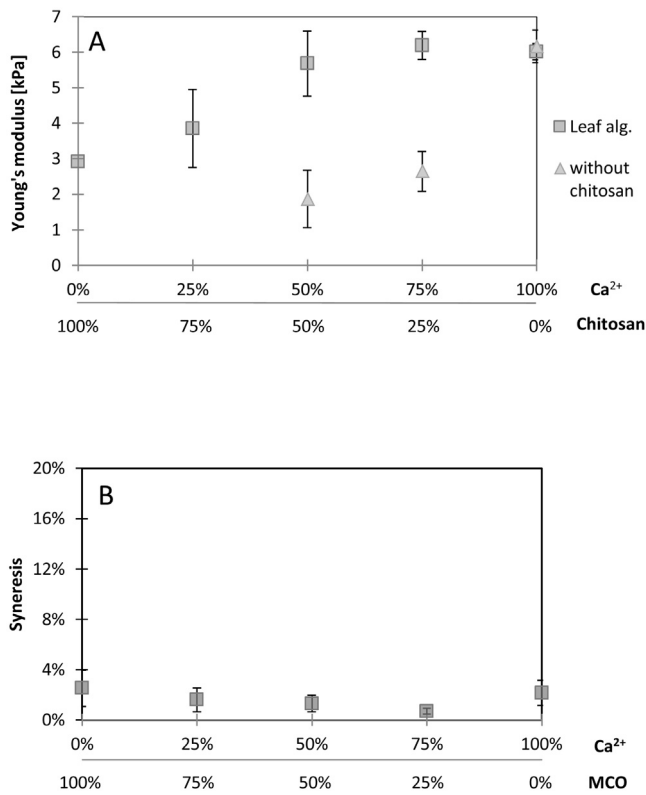 A
Young's modulus [kPa]
7
6
5
4
3
2
1
0
Leaf alg.
without
chitosan
0% 25% 50% 75% 100% Ca²⁺
100% 75% 50% 25% 0% Chitosan
B
Syneresis
20%
16%
12%
8%
4%
0%
0% 25% 50% 75% 100% Ca²⁺
100% 75% 50% 25% 0% MCO